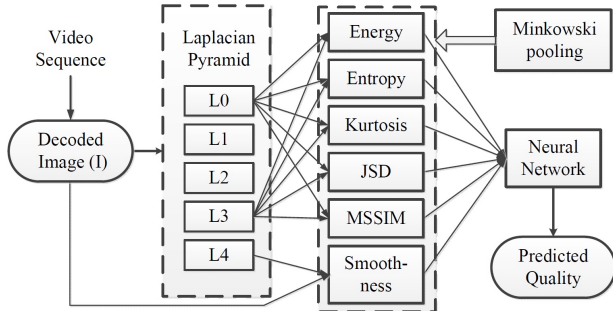 Video
Sequence
Decoded
Image (I)
Laplacian
Pyramid
L0
L1
L2
L3
L4
Energy
Entropy
Kurtosis
JSD
MSSIM
Smooth-
ness
Minkowski
pooling
Neural
Network
Predicted
Quality